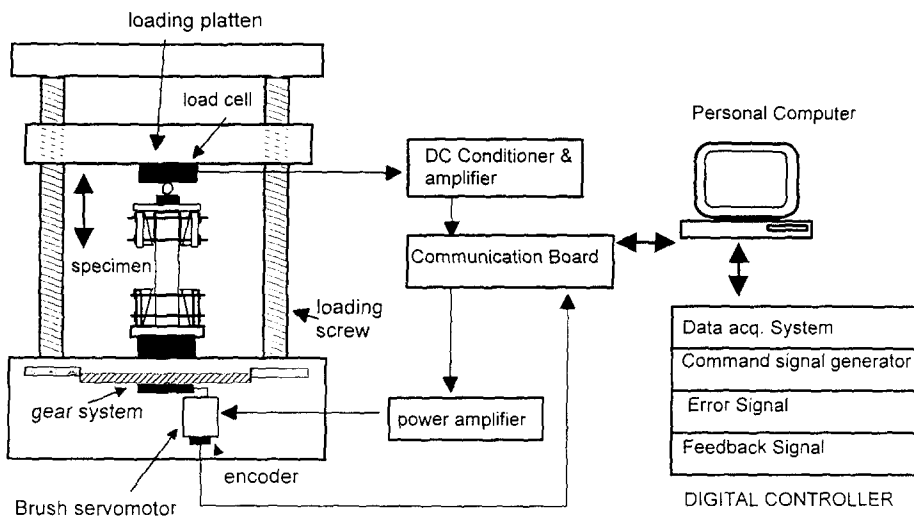 loading platten
load cell
Personal Computer
DC Conditioner &
amplifier
specimen
Communication Board
loading
screw
Data acq. System
Command signal generator
gear system
power amplifier
Error Signal
Feedback Signal
encoder
Brush servomotor
DIGITAL CONTROLLER